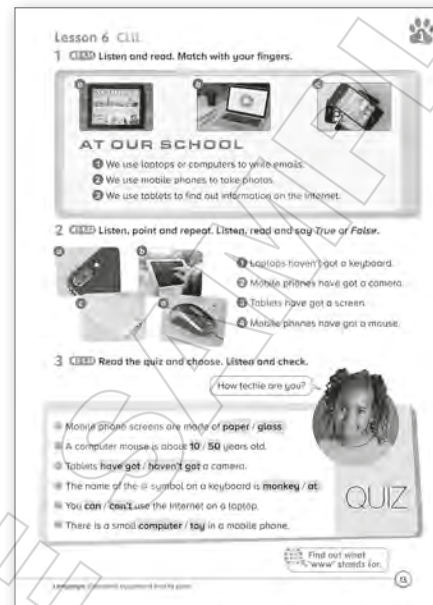 Lesson 6 CLIL
1
1 Listen and read. Match with your fingers.
a
b
c
AT OUR SCHOOL
1 We use laptops or computers to write emails.
2 We use mobile phones to take photos.
3 We use tablets to find out information on the Internet.
2 Listen, point and repeat. Listen, read and say True or False.
a
b
c
d
1 Laptops haven't got a keyboard.
2 Mobile phones have got a camera.
3 Tablets have got a screen.
4 Mobile phones have got a mouse.
3 Read the quiz and choose. Listen and check.
How techie are you?
Mobile phone screens are made of paper / glass.
A computer mouse is about 10 / 50 years old.
Tablets have got / haven't got a camera.
The name of the @ symbol on a keyboard is monkey / at.
You can / can't use the Internet on a laptop.
There is a small computer / toy in a mobile phone.
QUIZ
Find out what
"www" stands for.
13
SAMPLE